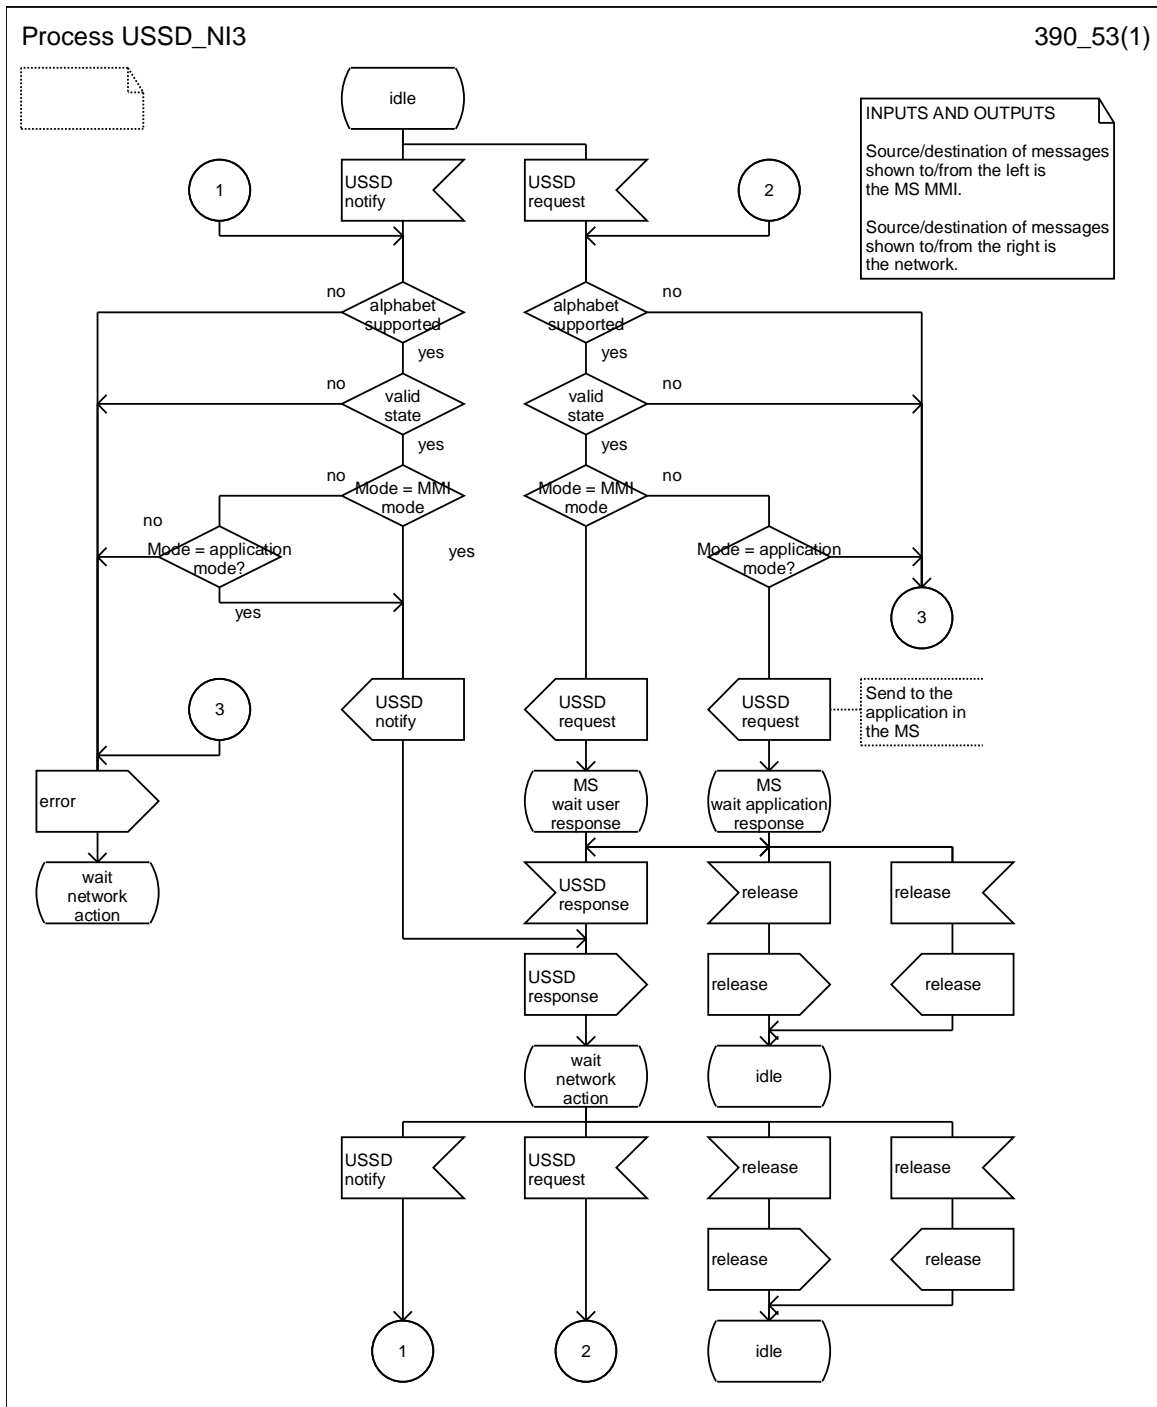 Process USSD_NI3
390_53(1)
idle
INPUTS AND OUTPUTS
Source/destination of messages
shown to/from the left is
the MS MMI.
Source/destination of messages
shown to/from the right is
the network.
1
USSD
notify
USSD
request
2
no
alphabet
supported
yes
alphabet
supported
no
yes
no
valid
state
yes
valid
state
no
yes
no
Mode = MMI
mode
yes
Mode = MMI
mode
no
no
Mode = application
mode?
yes
Mode = application
mode?
3
3
USSD
notify
USSD
request
USSD
request
Send to the
application in
the MS
error
MS
wait user
response
MS
wait application
response
wait
network
action
USSD
response
release
release
USSD
response
release
release
wait
network
action
idle
USSD
notify
USSD
request
release
release
release
release
1
2
idle